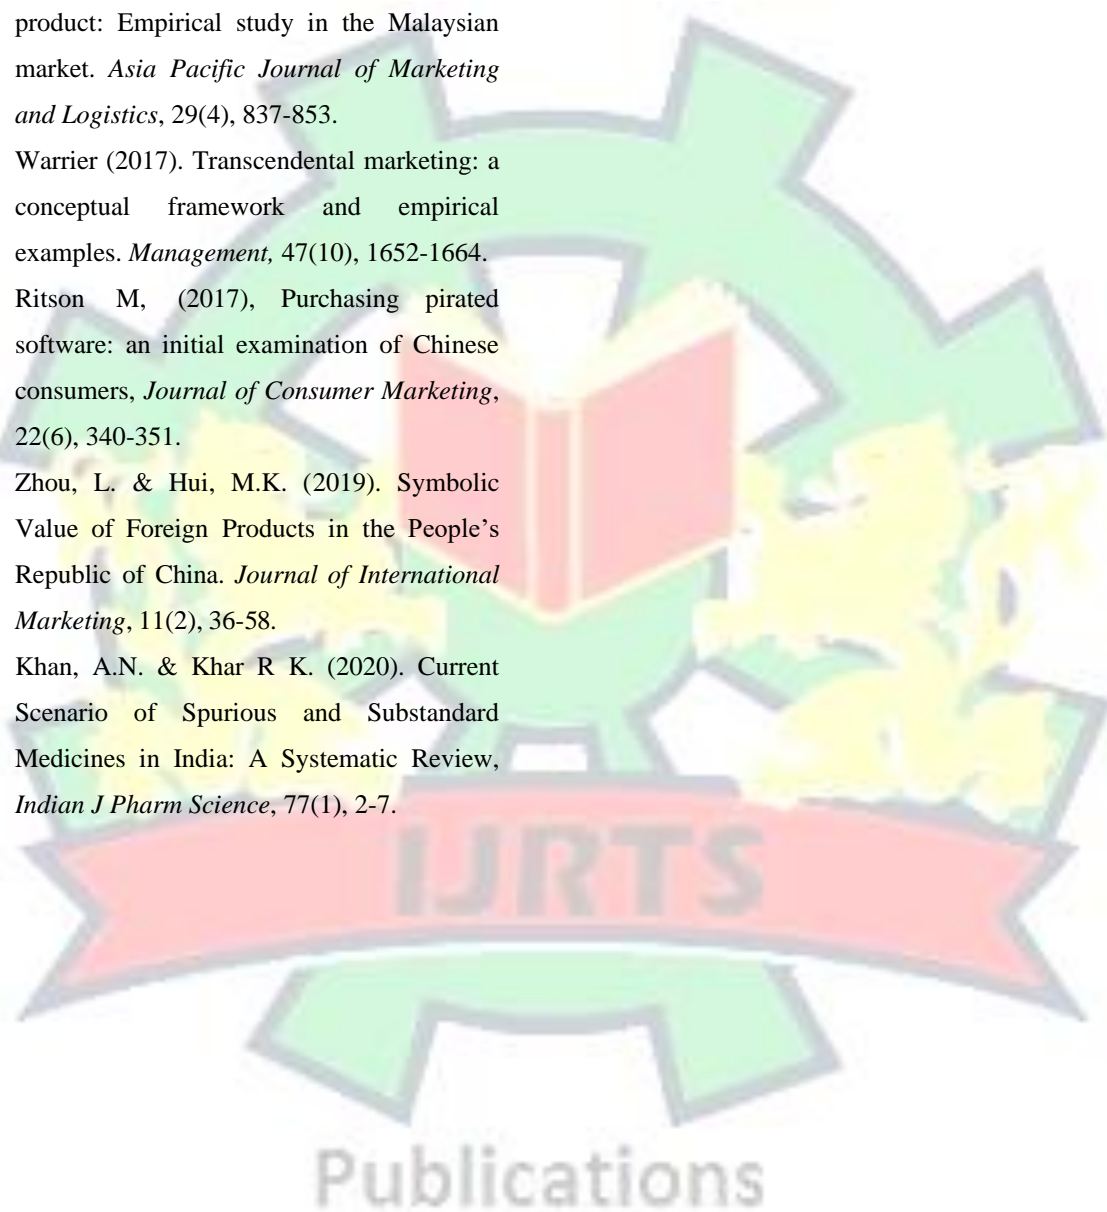 product: Empirical study in the Malaysian
market. Asia Pacific Journal of Marketing
and Logistics, 29(4), 837-853.
Warrier (2017). Transcendental marketing: a
conceptual framework and empirical
examples. Management, 47(10), 1652-1664.
Ritson M, (2017), Purchasing pirated
software: an initial examination of Chinese
consumers, Journal of Consumer Marketing,
22(6), 340-351.
Zhou, L. & Hui, M.K. (2019). Symbolic
Value of Foreign Products in the People’s
Republic of China. Journal of International
Marketing, 11(2), 36-58.
Khan, A.N. & Khar R K. (2020). Current
Scenario of Spurious and Substandard
Medicines in India: A Systematic Review,
Indian J Pharm Science, 77(1), 2-7.
IJRTS
Publications